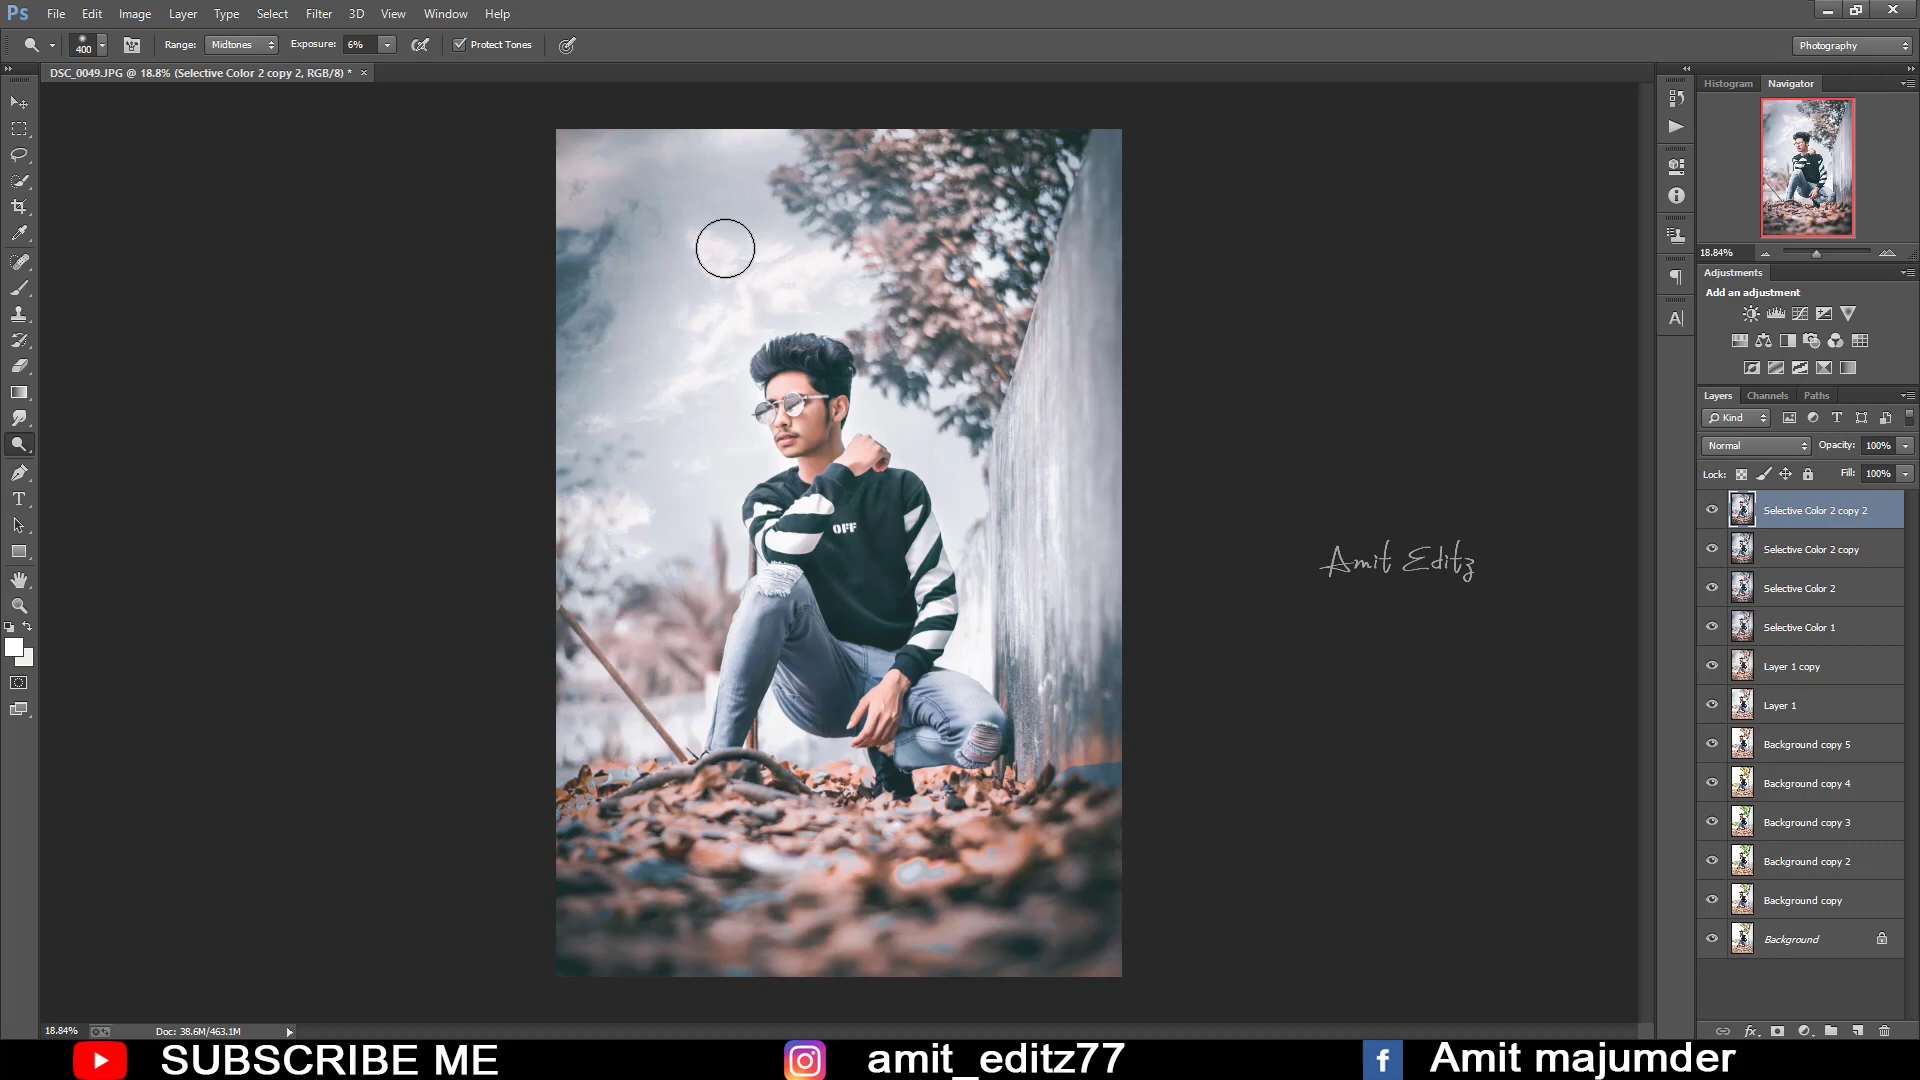 Ps File Edit Image Layer Type Select Filter 3D View Window Help
400 Range: Midtones Exposure: 6% Protect Tones Photography
DSC_0049.JPG @ 18.8% (Selective Color 2 copy 2, RGB/8) * ×
Histogram Navigator
18.84%
Adjustments
Add an adjustment
Layers Channels Paths
Kind
Normal Opacity: 100%
Lock: Fill: 100%
Selective Color 2 copy 2
Selective Color 2 copy
Selective Color 2
Selective Color 1
Layer 1 copy
Layer 1
Background copy 5
Background copy 4
Background copy 3
Background copy 2
Background copy
Background
OFF
Amit Editz
18.84% Doc: 38.6M/463.1M
SUBSCRIBE ME amit_editz77 Amit majumder